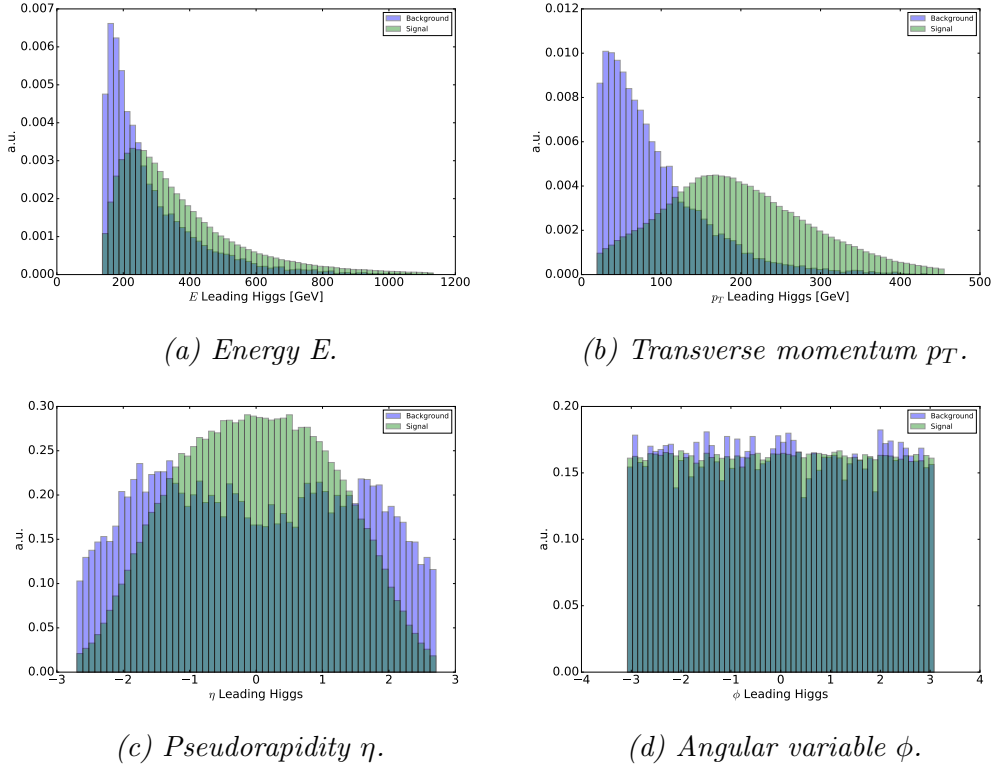 0.007
0.006
0.005
0.004
0.003
0.002
0.001
0.000
a.u.
0
200
400
600
800
1000
1200
E Leading Higgs [GeV]
Background
Signal
(a) Energy E.
0.012
0.010
0.008
0.006
0.004
0.002
0.000
a.u.
0
100
200
300
400
500
p_T Leading Higgs [GeV]
Background
Signal
(b) Transverse momentum p_T.
0.30
0.25
0.20
0.15
0.10
0.05
0.00
a.u.
−3
−2
−1
0
1
2
3
η Leading Higgs
Background
Signal
(c) Pseudorapidity η.
0.20
0.15
0.10
0.05
0.00
a.u.
−4
−3
−2
−1
0
1
2
3
4
ϕ Leading Higgs
Background
Signal
(d) Angular variable ϕ.